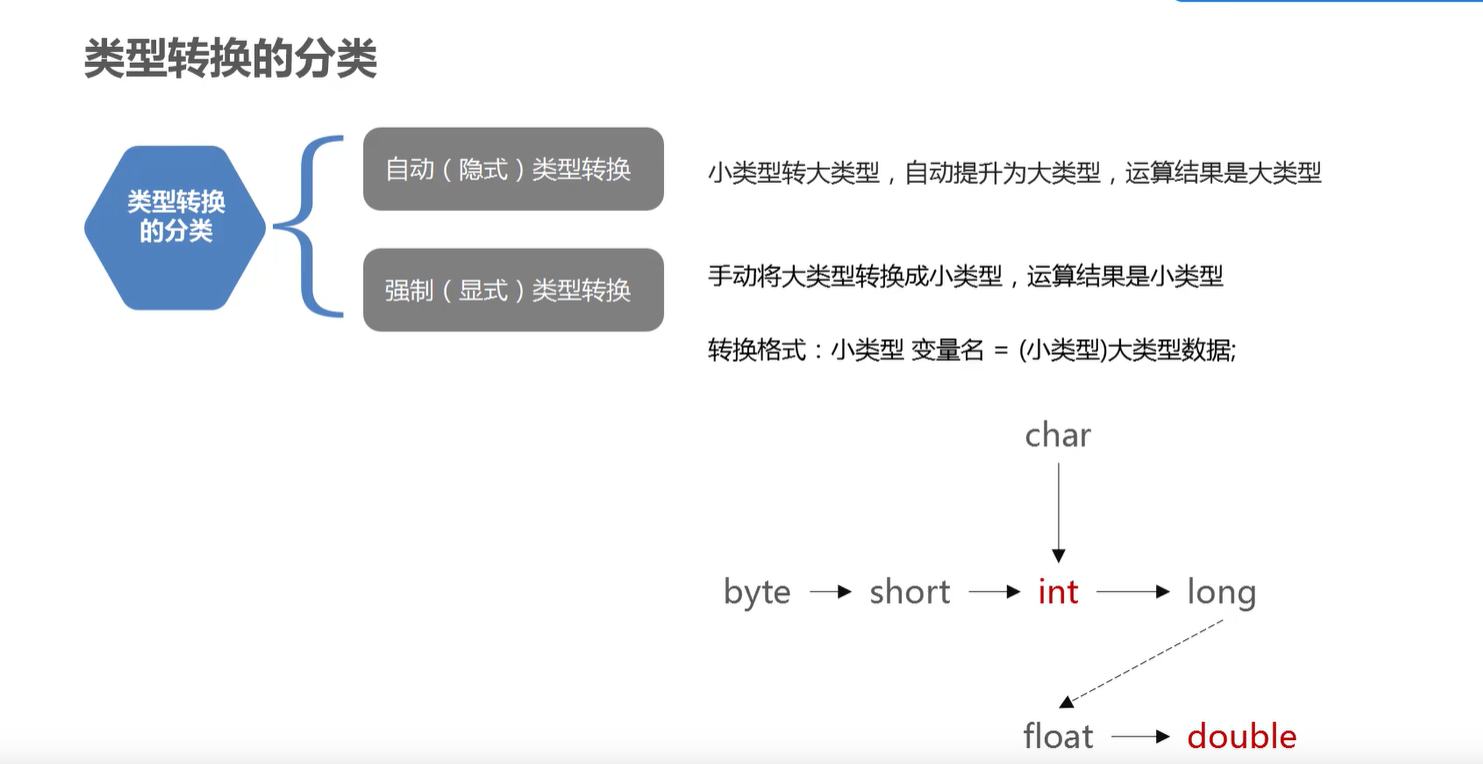 类型转换的分类
类型转换
的分类
自动（隐式）类型转换
小类型转大类型，自动提升为大类型，运算结果是大类型
强制（显式）类型转换
手动将大类型转换成小类型，运算结果是小类型
转换格式：小类型 变量名 = (小类型)大类型数据;
char
byte short int long
float double